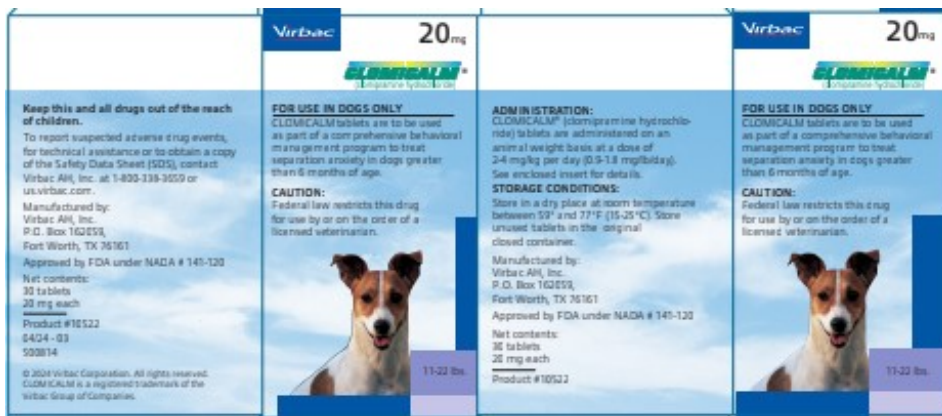 Keep this and all drugs out of the reach
of children.
To report suspected adverse drug events,
for technical assistance or to obtain a copy
of the Safety Data Sheet (SDS), contact
Virbac AH, Inc. at 1-800-338-3659 or
us.virbac.com.
Manufactured by:
Virbac AH, Inc.
P.O. Box 162059,
Fort Worth, TX 76161
Approved by FDA under NADA # 141-120
Net contents:
30 tablets
20 mg each
Product #10522
04/24 - 03
© 2024 Virbac Corporation. All rights reserved.
CLOMICALM is a registered trademark of the
Virbac Group of Companies.
Virbac
20mg
CLOMICALM®
(clomipramine hydrochloride)
FOR USE IN DOGS ONLY
CLOMICALM tablets are to be used
as part of a comprehensive behavioral
management program to treat
separation anxiety in dogs greater
than 6 months of age.
CAUTION:
Federal law restricts this drug
for use by or on the order of a
licensed veterinarian.
11-22 lbs.
ADMINISTRATION:
CLOMICALM® (clomipramine hydrochlo-
ride) tablets are administered on an
animal weight basis at a dose of
2-4 mg/kg per day (0.9-1.8 mg/lb/day).
See enclosed insert for details.
STORAGE CONDITIONS:
Store in a dry place at room temperature
between 59° and 77°F (15-25°C). Store
unused tablets in the original
closed container.
Manufactured by:
Virbac AH, Inc.
P.O. Box 162059,
Fort Worth, TX 76161
Approved by FDA under NADA # 141-120
Net contents:
30 tablets
20 mg each
Product #10522
Virbac
20mg
CLOMICALM®
(clomipramine hydrochloride)
FOR USE IN DOGS ONLY
CLOMICALM tablets are to be used
as part of a comprehensive behavioral
management program to treat
separation anxiety in dogs greater
than 6 months of age.
CAUTION:
Federal law restricts this drug
for use by or on the order of a
licensed veterinarian.
11-22 lbs.